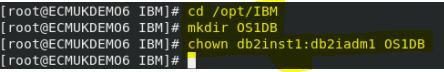 [root@ECMUKDEMO6 IBM]# cd /opt/IBM
[root@ECMUKDEMO6 IBM]# mkdir OS1DB
[root@ECMUKDEMO6 IBM]# chown db2inst1:db2iadm1 OS1DB
[root@ECMUKDEMO6 IBM]#